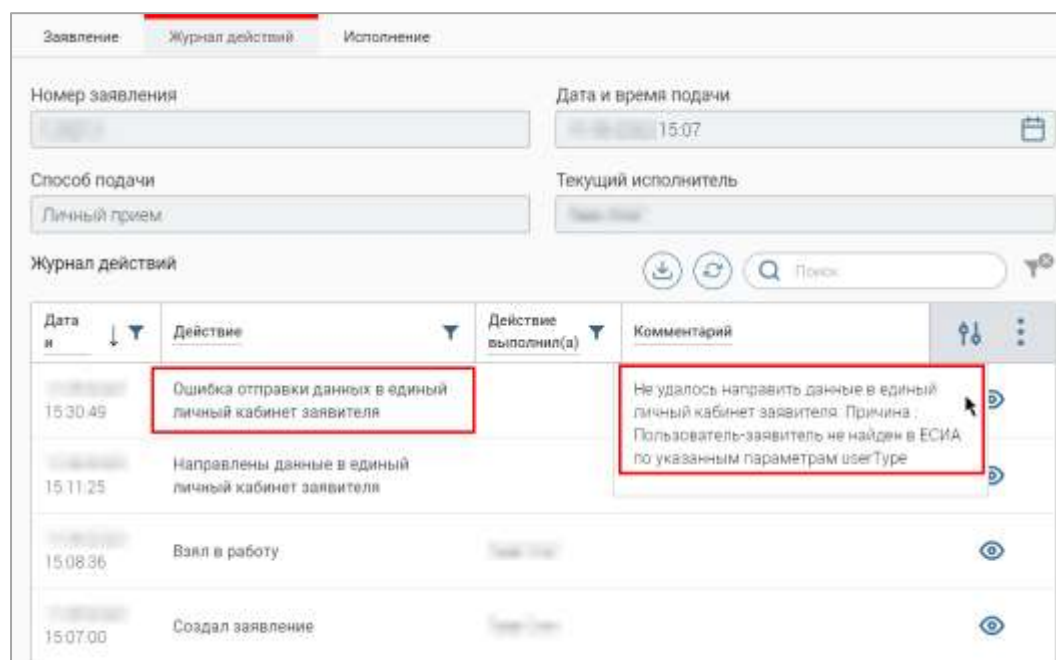 Заявление Журнал действий Исполнение
Номер заявления Дата и время подачи
15:07
Способ подачи Текущий исполнитель
Личный прием
Журнал действий Поиск
Дата и Действие Действие выполнил(а) Комментарий
15:30:49
Ошибка отправки данных в единый
личный кабинет заявителя
Не удалось направить данные в единый
личный кабинет заявителя. Причина :
Пользователь-заявитель не найден в ЕСИА
по указанным параметрам userType
15:11:25
Направлены данные в единый
личный кабинет заявителя
15:08:36 Взял в работу
15:07:00 Создал заявление